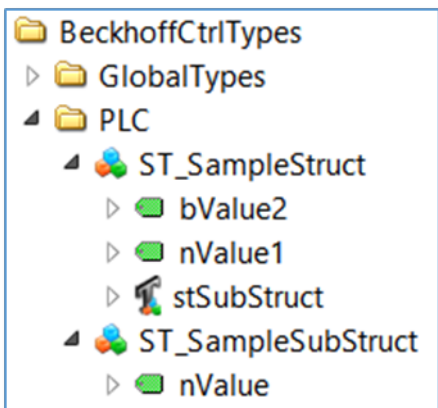 BeckhoffCtrlTypes
GlobalTypes
PLC
ST_SampleStruct
bValue2
nValue1
stSubStruct
ST_SampleSubStruct
nValue